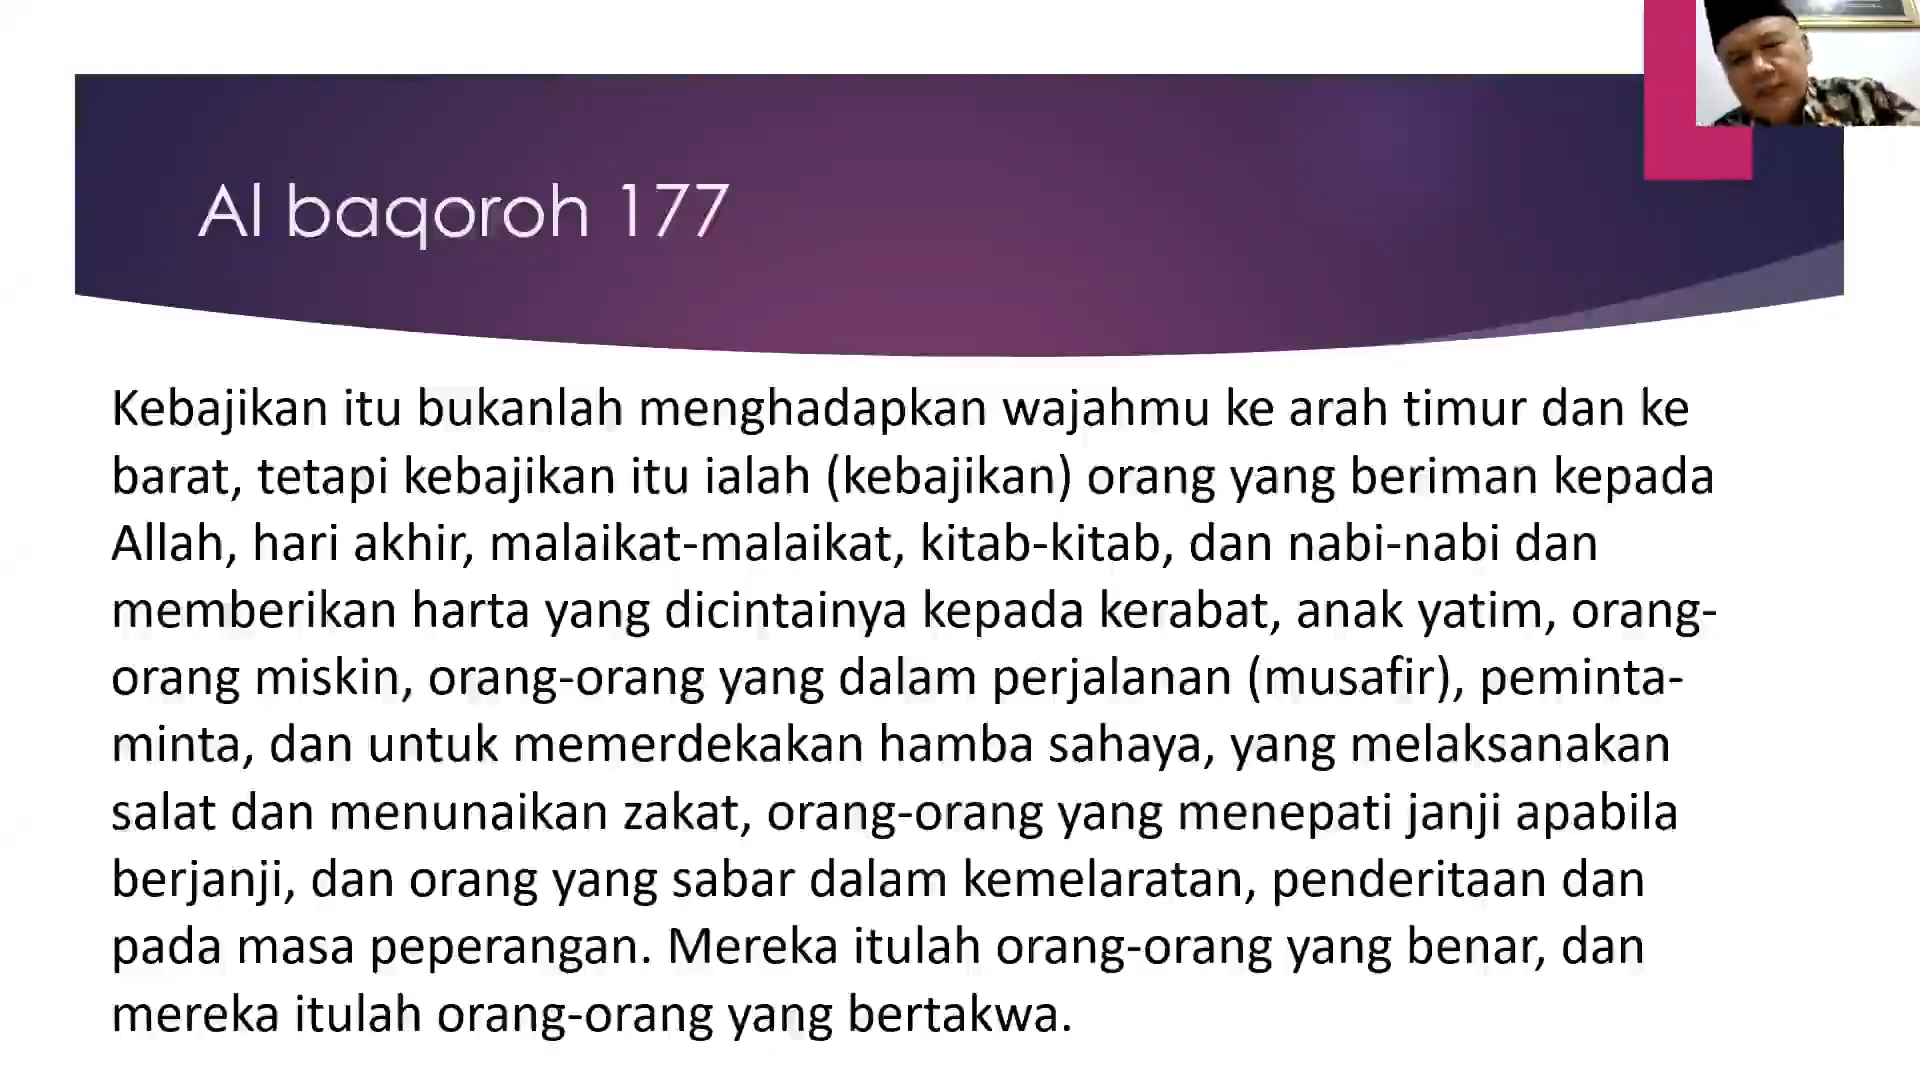 Al baqoroh 177
Kebajikan itu bukanlah menghadapkan wajahmu ke arah timur dan ke
barat, tetapi kebajikan itu ialah (kebajikan) orang yang beriman kepada
Allah, hari akhir, malaikat-malaikat, kitab-kitab, dan nabi-nabi dan
memberikan harta yang dicintainya kepada kerabat, anak yatim, orang-
orang miskin, orang-orang yang dalam perjalanan (musafir), peminta-
minta, dan untuk memerdekakan hamba sahaya, yang melaksanakan
salat dan menunaikan zakat, orang-orang yang menepati janji apabila
berjanji, dan orang yang sabar dalam kemelaratan, penderitaan dan
pada masa peperangan. Mereka itulah orang-orang yang benar, dan
mereka itulah orang-orang yang bertakwa.